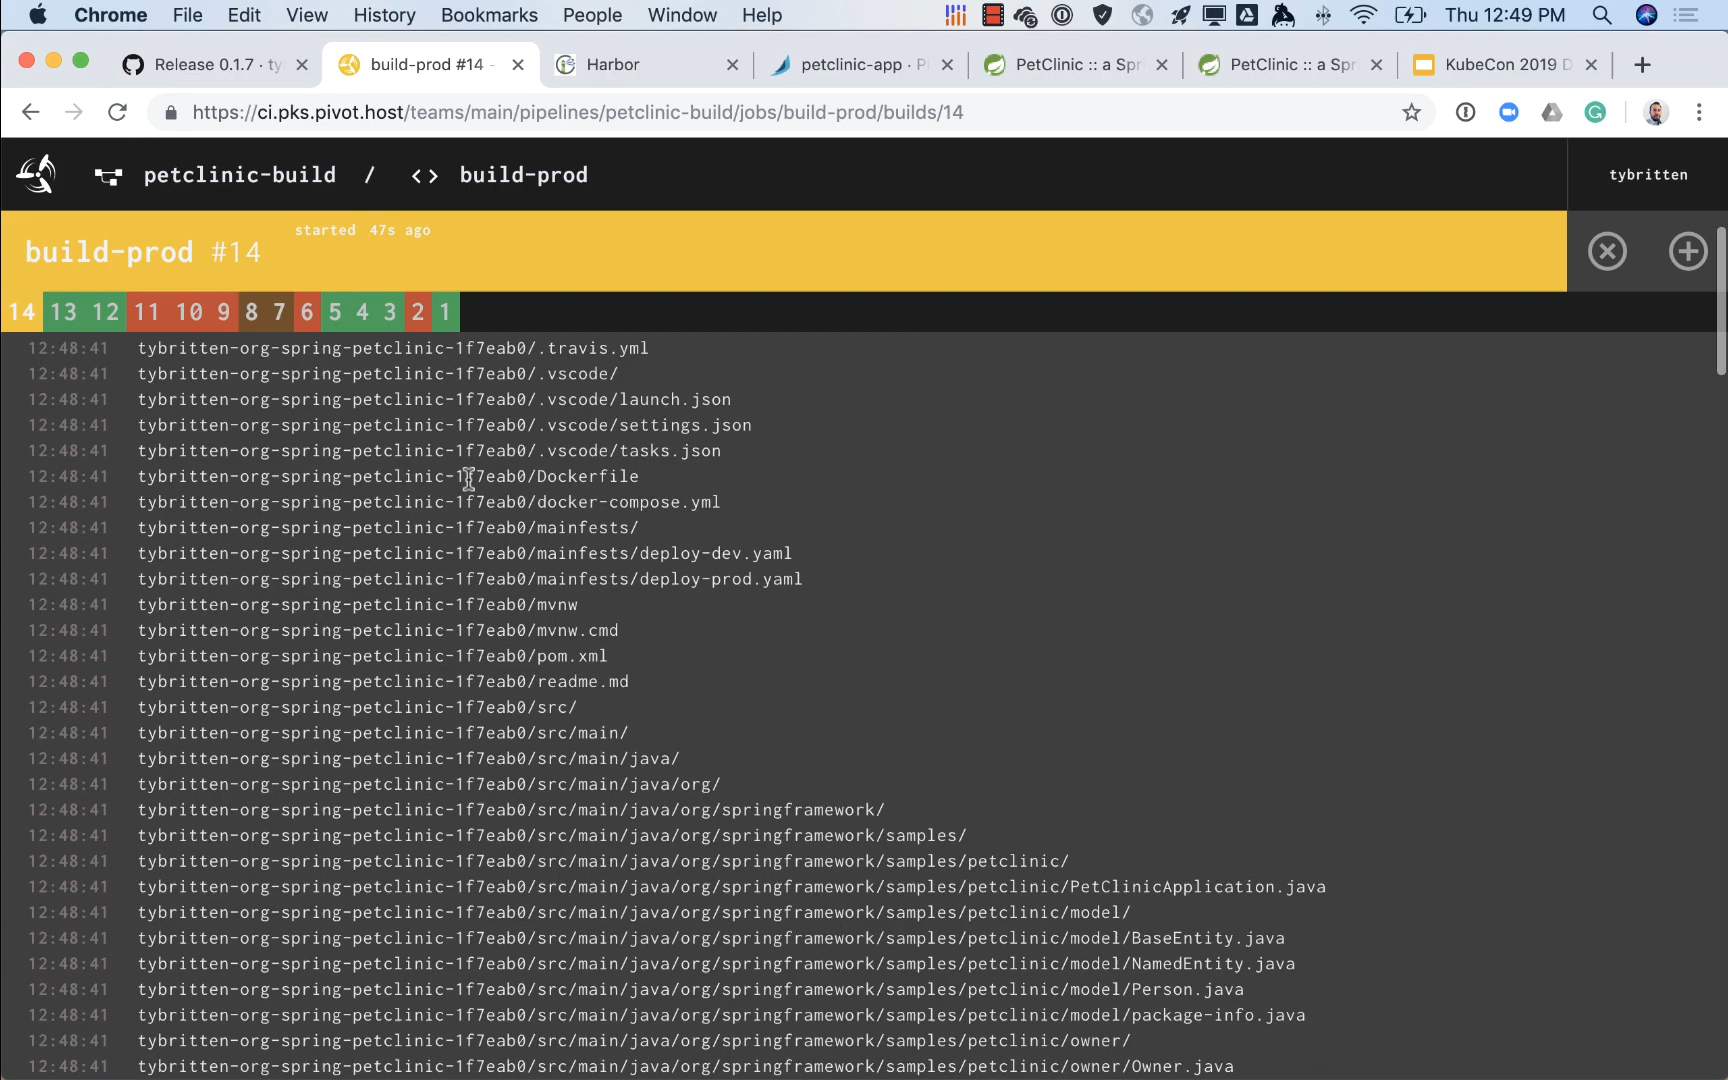 Chrome File Edit View History Bookmarks People Window Help Thu 12:49 PM
Release 0.1.7 · ty build-prod #14 - Harbor petclinic-app · P PetClinic :: a Spr PetClinic :: a Spr KubeCon 2019 D
https://ci.pks.pivot.host/teams/main/pipelines/petclinic-build/jobs/build-prod/builds/14
petclinic-build / <> build-prod tybritten
started 47s ago
build-prod #14
14 13 12 11 10 9 8 7 6 5 4 3 2 1
12:48:41 tybritten-org-spring-petclinic-1f7eab0/.travis.yml
12:48:41 tybritten-org-spring-petclinic-1f7eab0/.vscode/
12:48:41 tybritten-org-spring-petclinic-1f7eab0/.vscode/launch.json
12:48:41 tybritten-org-spring-petclinic-1f7eab0/.vscode/settings.json
12:48:41 tybritten-org-spring-petclinic-1f7eab0/.vscode/tasks.json
12:48:41 tybritten-org-spring-petclinic-1f7eab0/Dockerfile
12:48:41 tybritten-org-spring-petclinic-1f7eab0/docker-compose.yml
12:48:41 tybritten-org-spring-petclinic-1f7eab0/mainfests/
12:48:41 tybritten-org-spring-petclinic-1f7eab0/mainfests/deploy-dev.yaml
12:48:41 tybritten-org-spring-petclinic-1f7eab0/mainfests/deploy-prod.yaml
12:48:41 tybritten-org-spring-petclinic-1f7eab0/mvnw
12:48:41 tybritten-org-spring-petclinic-1f7eab0/mvnw.cmd
12:48:41 tybritten-org-spring-petclinic-1f7eab0/pom.xml
12:48:41 tybritten-org-spring-petclinic-1f7eab0/readme.md
12:48:41 tybritten-org-spring-petclinic-1f7eab0/src/
12:48:41 tybritten-org-spring-petclinic-1f7eab0/src/main/
12:48:41 tybritten-org-spring-petclinic-1f7eab0/src/main/java/
12:48:41 tybritten-org-spring-petclinic-1f7eab0/src/main/java/org/
12:48:41 tybritten-org-spring-petclinic-1f7eab0/src/main/java/org/springframework/
12:48:41 tybritten-org-spring-petclinic-1f7eab0/src/main/java/org/springframework/samples/
12:48:41 tybritten-org-spring-petclinic-1f7eab0/src/main/java/org/springframework/samples/petclinic/
12:48:41 tybritten-org-spring-petclinic-1f7eab0/src/main/java/org/springframework/samples/petclinic/PetClinicApplication.java
12:48:41 tybritten-org-spring-petclinic-1f7eab0/src/main/java/org/springframework/samples/petclinic/model/
12:48:41 tybritten-org-spring-petclinic-1f7eab0/src/main/java/org/springframework/samples/petclinic/model/BaseEntity.java
12:48:41 tybritten-org-spring-petclinic-1f7eab0/src/main/java/org/springframework/samples/petclinic/model/NamedEntity.java
12:48:41 tybritten-org-spring-petclinic-1f7eab0/src/main/java/org/springframework/samples/petclinic/model/Person.java
12:48:41 tybritten-org-spring-petclinic-1f7eab0/src/main/java/org/springframework/samples/petclinic/model/package-info.java
12:48:41 tybritten-org-spring-petclinic-1f7eab0/src/main/java/org/springframework/samples/petclinic/owner/
12:48:41 tybritten-org-spring-petclinic-1f7eab0/src/main/java/org/springframework/samples/petclinic/owner/Owner.java